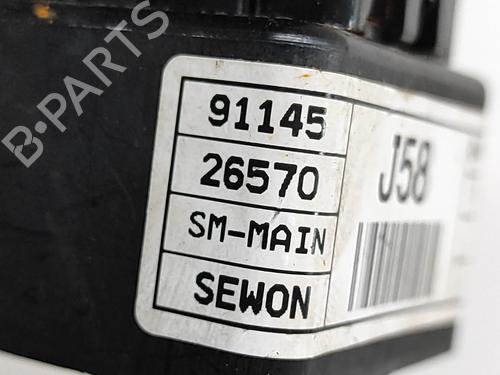 B-PARTS
91145
26570
SM-MAIN
SEWON
J58